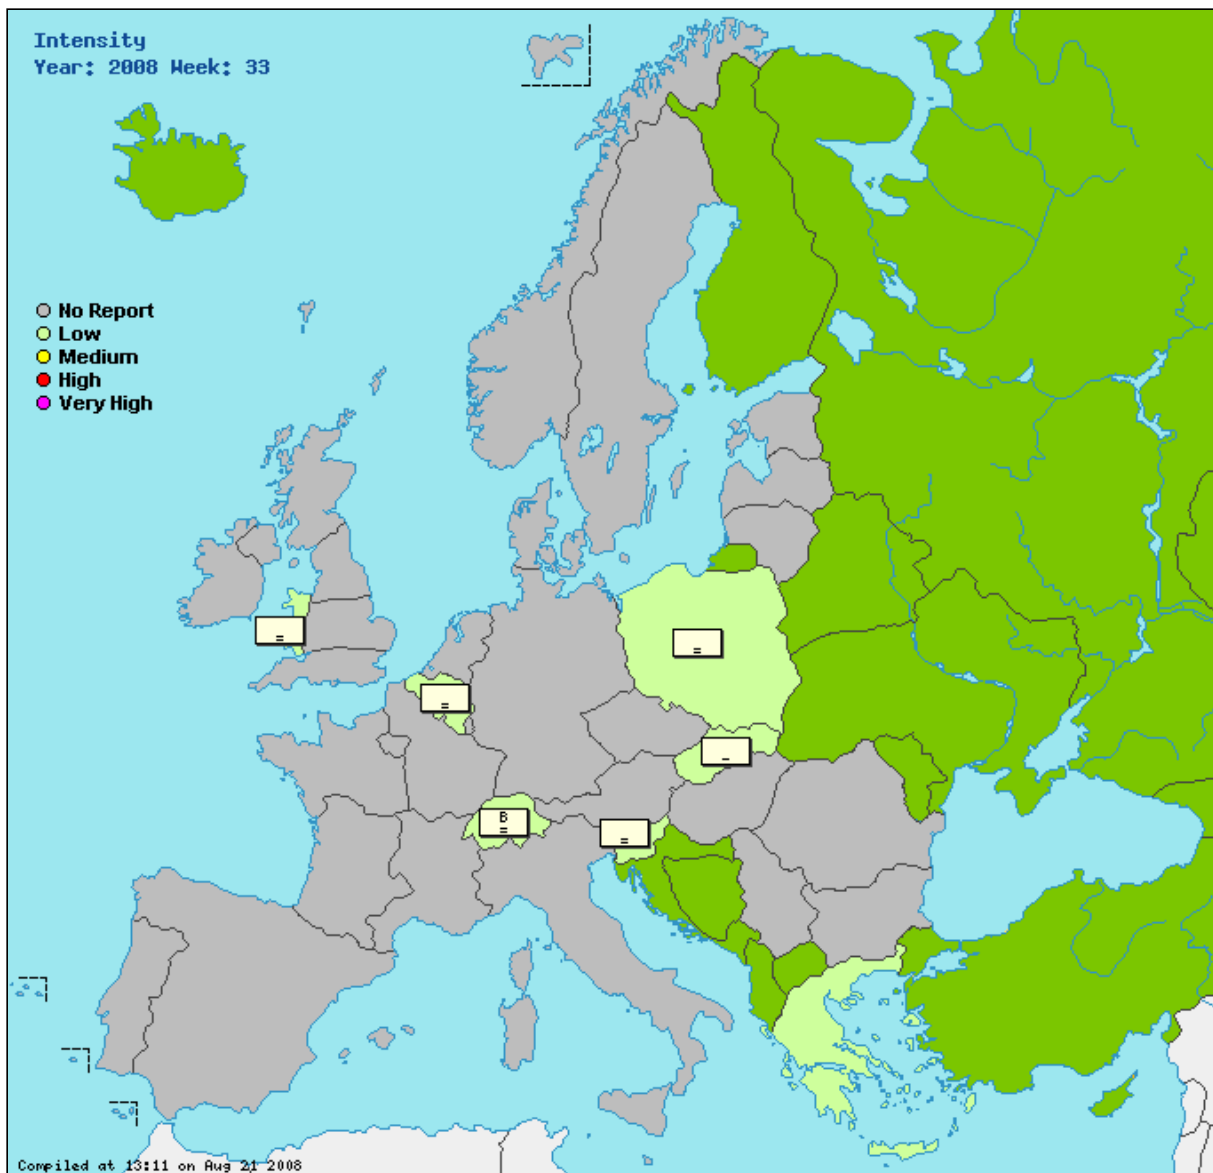 Intensity
Year: 2008 Week: 33
No Report
Low
Medium
High
Very High
=
=
=
–
B
=
=
Compiled at 13:11 on Aug 21 2008